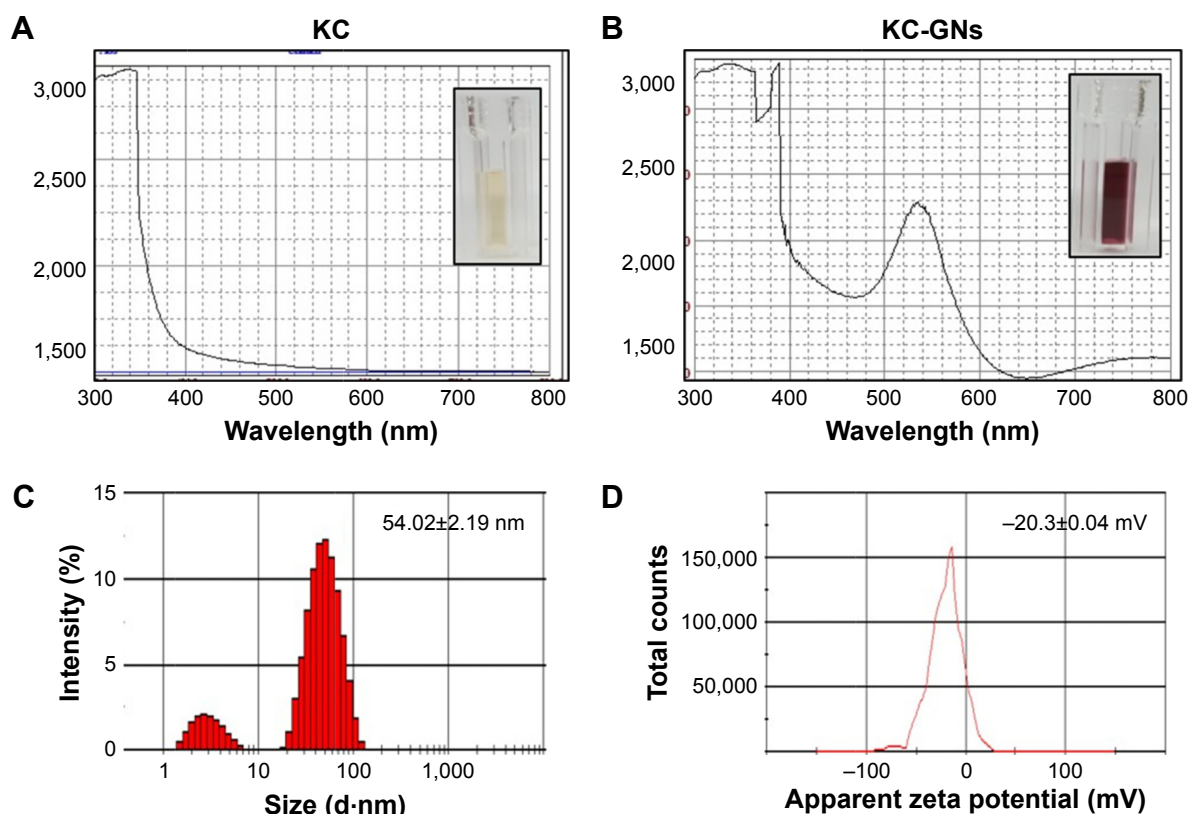 A
KC
3,000
2,500
2,000
1,500
300 400 500 600 700 800
Wavelength (nm)
B
KC-GNs
3,000
2,500
2,000
1,500
300 400 500 600 700 800
Wavelength (nm)
C
54.02±2.19 nm
15
10
5
0
Intensity (%)
1 10 100 1,000
Size (d·nm)
D
–20.3±0.04 mV
150,000
100,000
50,000
Total counts
–100 0 100
Apparent zeta potential (mV)